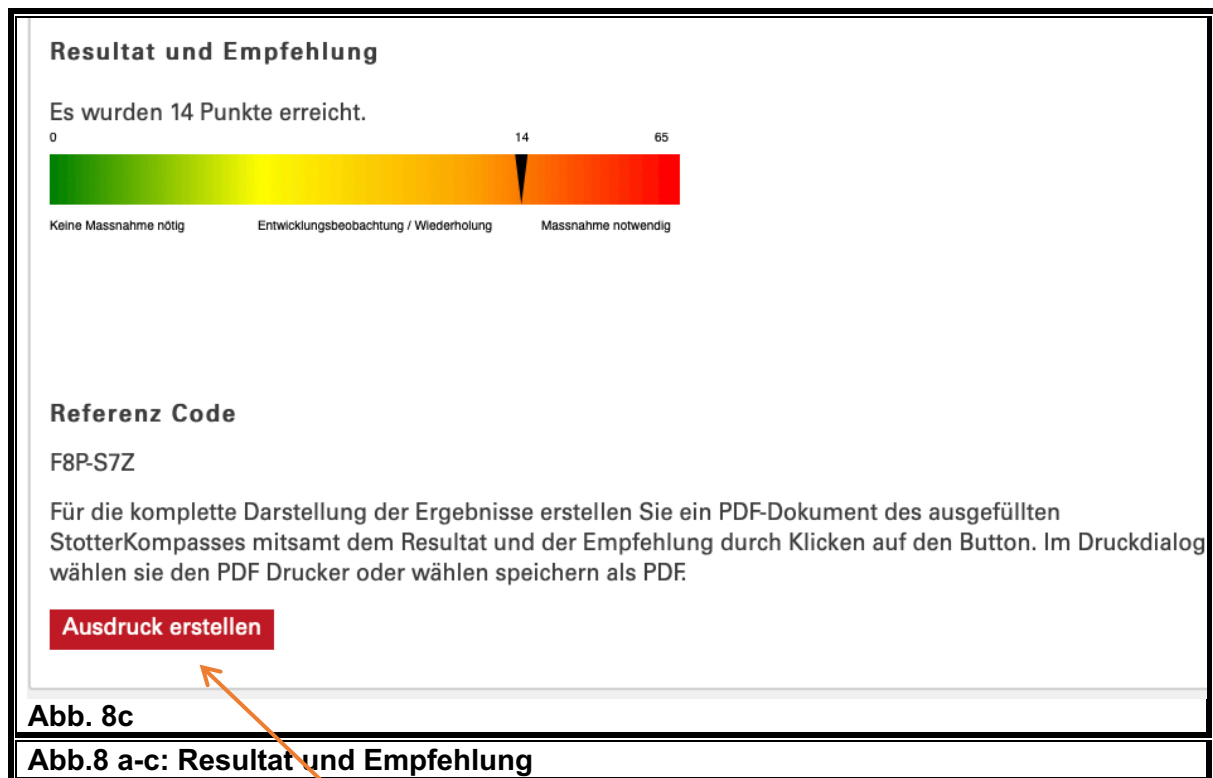 Resultat und Empfehlung
Es wurden 14 Punkte erreicht.
0 14 65
Keine Massnahme nötig Entwicklungsbeobachtung / Wiederholung Massnahme notwendig
Referenz Code
F8P-S7Z
Für die komplette Darstellung der Ergebnisse erstellen Sie ein PDF-Dokument des ausgefüllten
StotterKompasses mitsamt dem Resultat und der Empfehlung durch Klicken auf den Button. Im Druckdialog
wählen sie den PDF Drucker oder wählen speichern als PDF.
Ausdruck erstellen
Abb. 8c
Abb.8 a-c: Resultat und Empfehlung